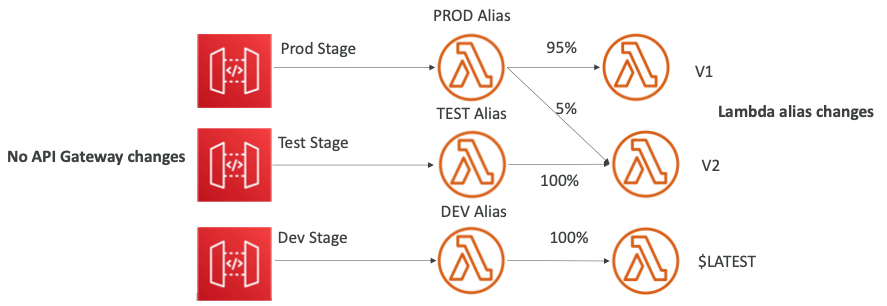 PROD Alias
Prod Stage
95%
V1
5%
Lambda alias changes
TEST Alias
Test Stage
No API Gateway changes
100%
V2
DEV Alias
Dev Stage
100%
$LATEST